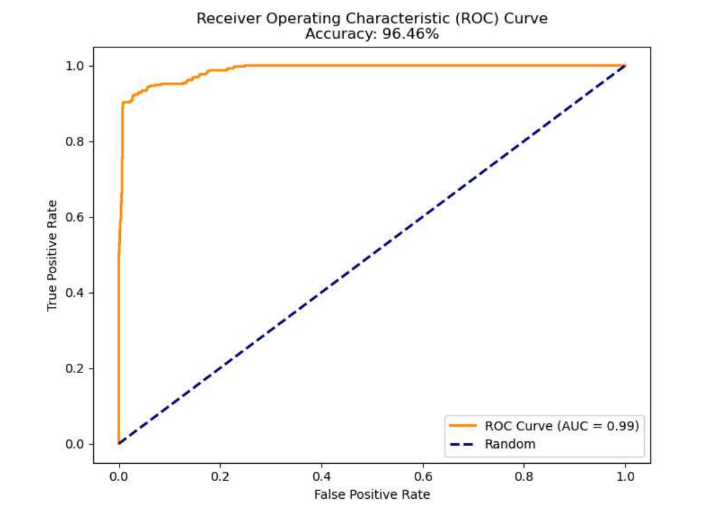 Receiver Operating Characteristic (ROC) Curve
Accuracy: 96.46%
1.0
0.8
0.6
0.4
0.2
0.0
True Positive Rate
ROC Curve (AUC = 0.99)
Random
0.0 0.2 0.4 0.6 0.8 1.0
False Positive Rate